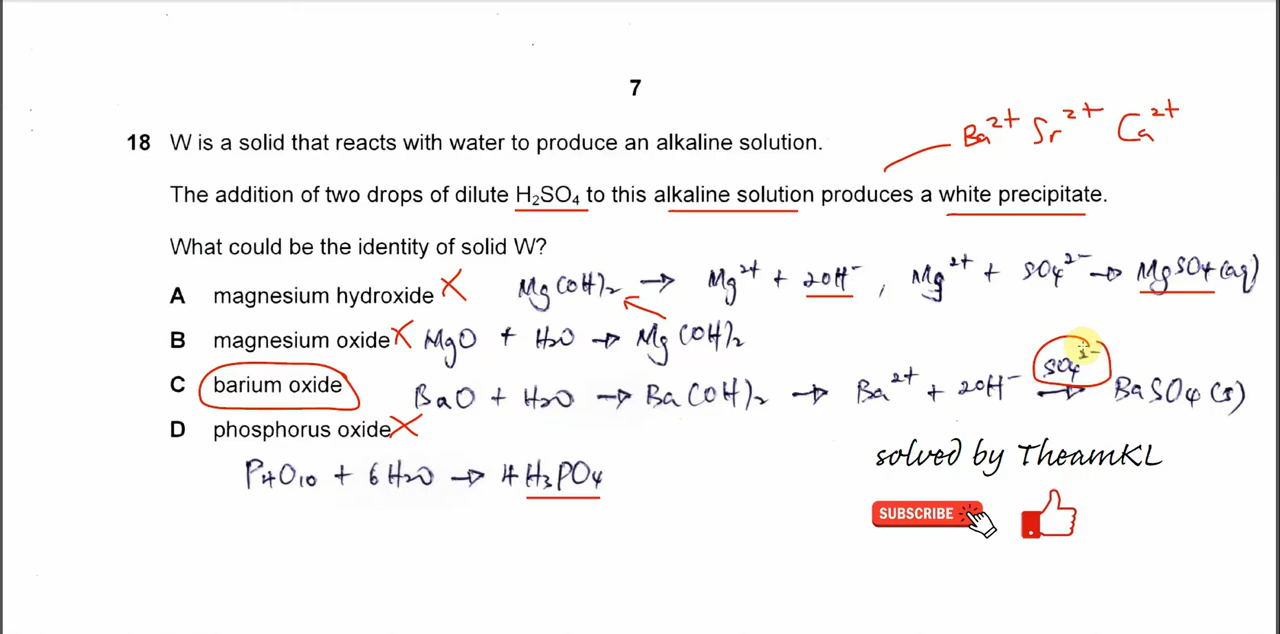 7
Ba²⁺ Sr²⁺ Ca²⁺
18 W is a solid that reacts with water to produce an alkaline solution.
The addition of two drops of dilute H₂SO₄ to this alkaline solution produces a white precipitate.
What could be the identity of solid W?
A magnesium hydroxide ✗ Mg(OH)₂ → Mg²⁺ + 2OH⁻ , Mg²⁺ + SO₄²⁻ → MgSO₄(aq)
B magnesium oxide ✗ MgO + H₂O → Mg(OH)₂
C barium oxide BaO + H₂O → Ba(OH)₂ → Ba²⁺ + 2OH⁻ SO₄²⁻ → BaSO₄(s)
D phosphorus oxide ✗
P₄O₁₀ + 6H₂O → 4H₃PO₄
solved by TheamKL
SUBSCRIBE